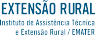 EXTENSÃO RURAL
Instituto de Assistência Técnica
e Extensão Rural / EMATER